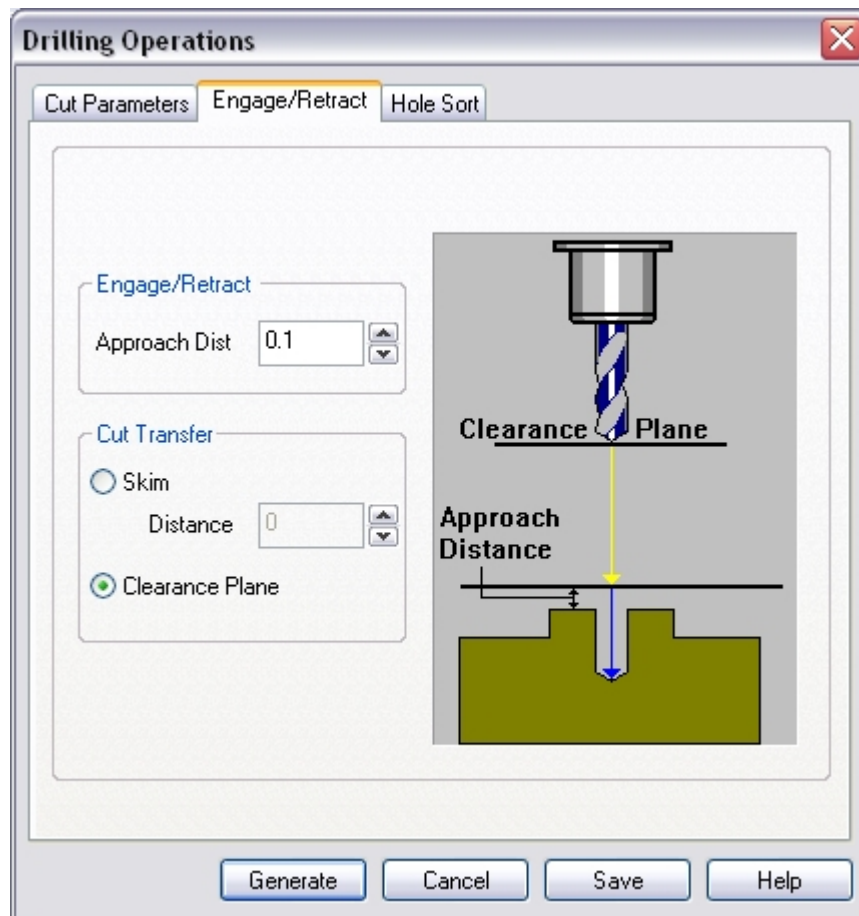 Drilling Operations
Cut Parameters
Engage/Retract
Hole Sort
Engage/Retract
Approach Dist
0.1
Cut Transfer
Skim
Distance
0
Clearance Plane
Clearance Plane
Approach
Distance
Generate
Cancel
Save
Help